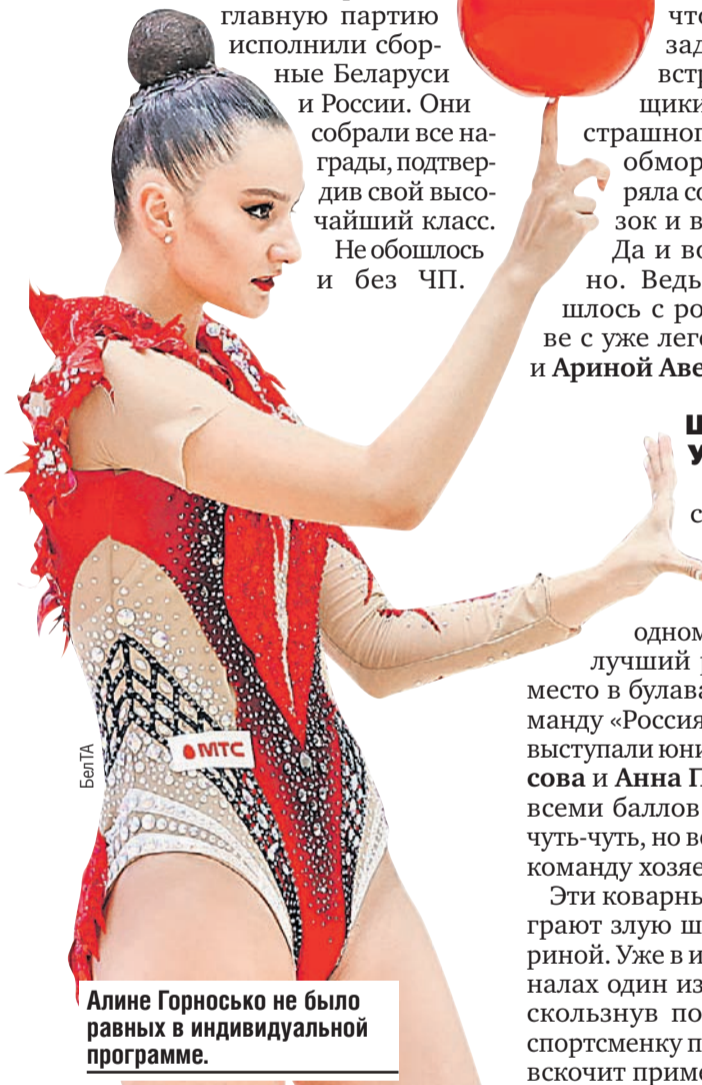 главную партию
исполнили сбор-
ные Беларуси
и России. Они
собрали все на-
грады, подтвер-
див свой высо-
чайший класс.
Не обошлось
и без ЧП.
что
зад
встр
щики
страшног
обмор
ряла со
зок и в
Да и во
но. Ведь
шлось с ро
ве с уже леге
и Ариной Аве
Ш
У
с
одном
лучший р
место в булава
манду «Россия
выступали юни
сова и Анна П
всеми баллов
чуть-чуть, но во
команду хозяе
Эти коварны
грают злую ш
риной. Уже в и
налах один из
скользнув по
спортсменку п
вскочит приме
МТС
БелТА
Алине Горносько не было
равных в индивидуальной
программе.